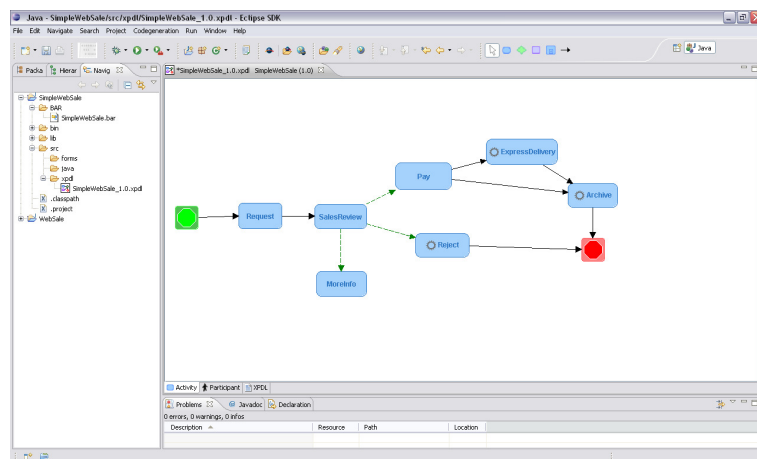 Java - SimpleWebSale/src/xpdl/SimpleWebSale_1.0.xpdl - Eclipse SDK
File Edit Navigate Search Project Codegeneration Run Window Help
Java
Packa Hierar Navig
*SimpleWebSale_1.0.xpdl SimpleWebSale (1.0)
SimpleWebSale
BAR
SimpleWebSale.bar
bin
lib
src
forms
java
xpdl
SimpleWebSale_1.0.xpdl
.classpath
.project
WebSale
ExpressDelivery
Pay
Archive
Request
SalesReview
Reject
MoreInfo
Activity Participant XPDL
Problems Javadoc Declaration
0 errors, 0 warnings, 0 infos
Description Resource Path Location